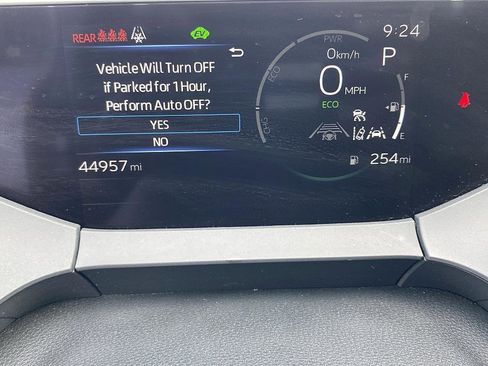 REAR
EV
PWR
9:24
Vehicle Will Turn OFF
if Parked for 1 Hour,
Perform Auto OFF?
YES
NO
44957 mi
ECO
CHG
0 km/h
P
0 MPH
ECO
F
E
254 mi